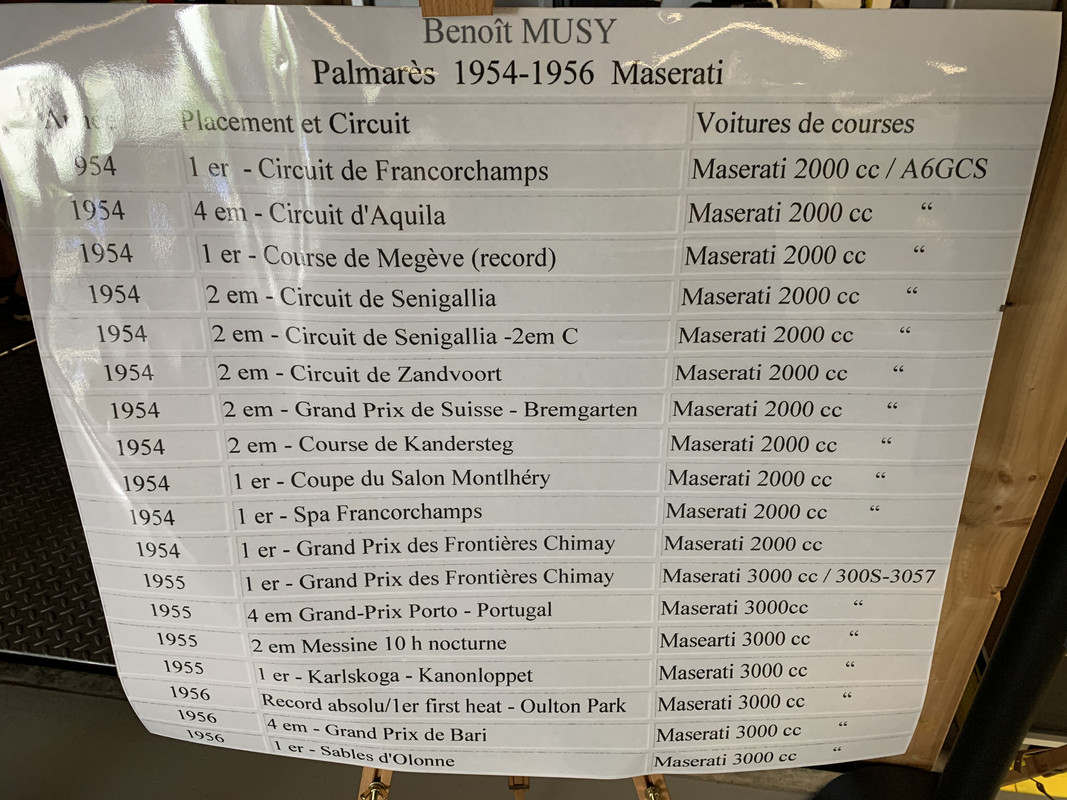 Benoît MUSY
Palmarès 1954-1956 Maserati
Année Placement et Circuit Voitures de courses
954 1 er - Circuit de Francorchamps Maserati 2000 cc / A6GCS
1954 4 em - Circuit d'Aquila Maserati 2000 cc “
1954 1 er - Course de Megève (record) Maserati 2000 cc “
1954 2 em - Circuit de Senigallia Maserati 2000 cc “
1954 2 em - Circuit de Senigallia -2em C Maserati 2000 cc “
1954 2 em - Circuit de Zandvoort Maserati 2000 cc “
1954 2 em - Grand Prix de Suisse - Bremgarten Maserati 2000 cc “
1954 2 em - Course de Kandersteg Maserati 2000 cc “
1954 1 er - Coupe du Salon Montlhéry Maserati 2000 cc “
1954 1 er - Spa Francorchamps Maserati 2000 cc “
1954 1 er - Grand Prix des Frontières Chimay Maserati 2000 cc
1955 1 er - Grand Prix des Frontières Chimay Maserati 3000 cc / 300S-3057
1955 4 em Grand-Prix Porto - Portugal Maserati 3000cc “
1955 2 em Messine 10 h nocturne Masearti 3000 cc “
1955 1 er - Karlskoga - Kanonloppet Maserati 3000 cc “
1956 Record absolu/1er first heat - Oulton Park Maserati 3000 cc “
1956 4 em - Grand Prix de Bari Maserati 3000 cc “
1956 1 er - Sables d'Olonne Maserati 3000 cc “